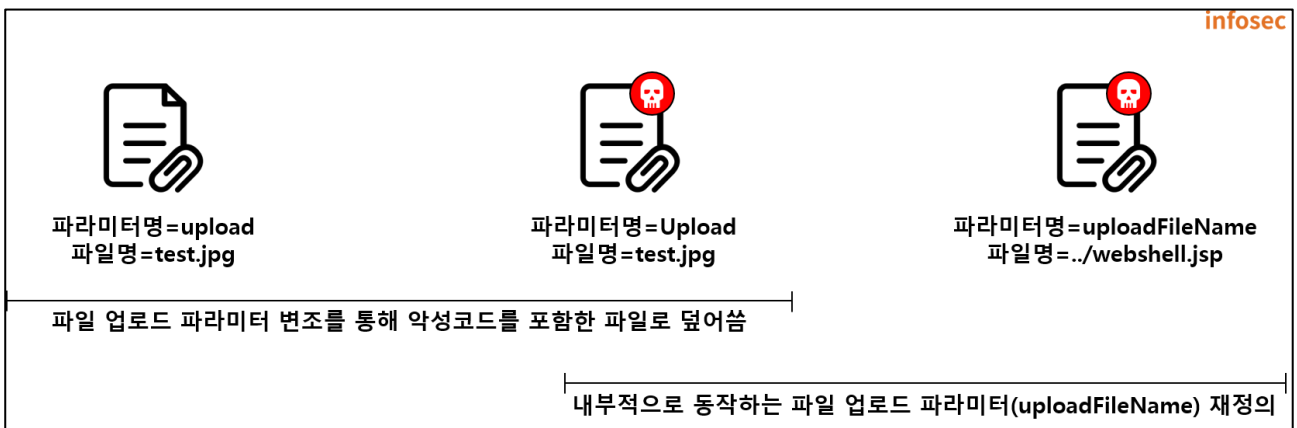 infosec
파라미터명=upload
파일명=test.jpg
파라미터명=Upload
파일명=test.jpg
파라미터명=uploadFileName
파일명=../webshell.jsp
파일 업로드 파라미터 변조를 통해 악성코드를 포함한 파일로 덮어씀
내부적으로 동작하는 파일 업로드 파라미터(uploadFileName) 재정의